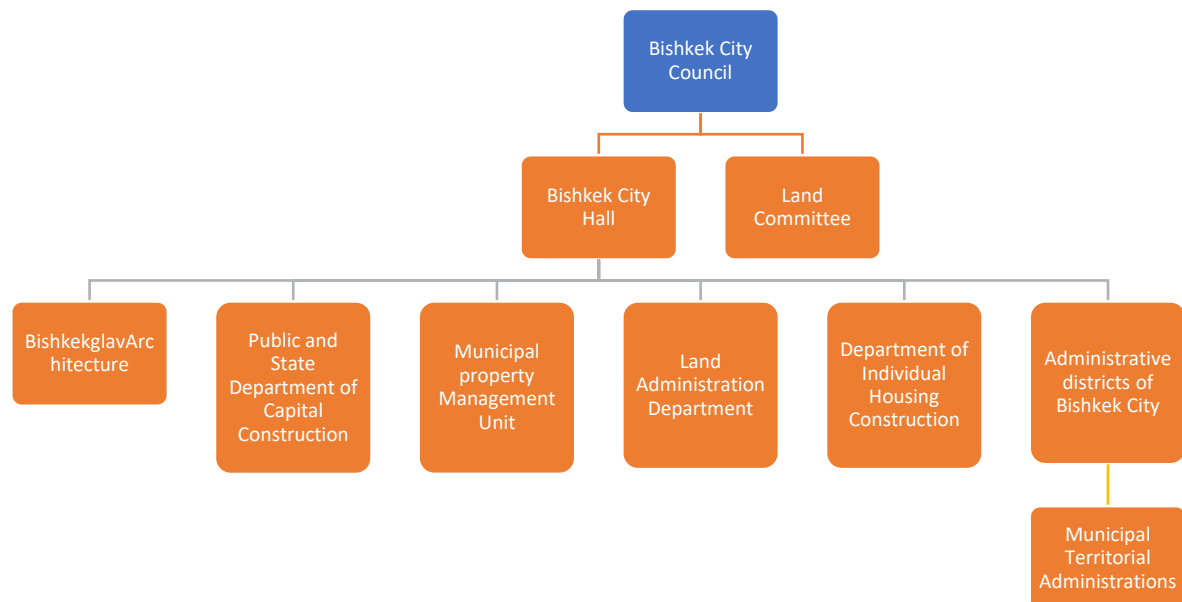 Bishkek City
Council
Bishkek City
Hall
Land
Committee
BishkekglavArc
hitecture
Public and
State
Department of
Capital
Construction
Municipal
property
Management
Unit
Land
Administration
Department
Department of
Individual
Housing
Construction
Administrative
districts of
Bishkek City
Municipal
Territorial
Administrations